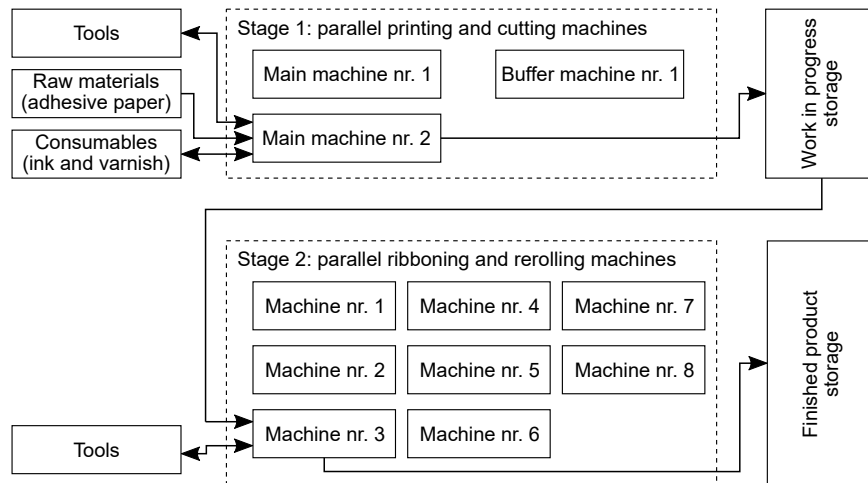 Tools
Raw materials
(adhesive paper)
Consumables
(ink and varnish)
Stage 1: parallel printing and cutting machines
Main machine nr. 1
Buffer machine nr. 1
Main machine nr. 2
Work in progress
storage
Stage 2: parallel ribboning and rerolling machines
Machine nr. 1
Machine nr. 4
Machine nr. 7
Machine nr. 2
Machine nr. 5
Machine nr. 8
Machine nr. 3
Machine nr. 6
Tools
Finished product
storage